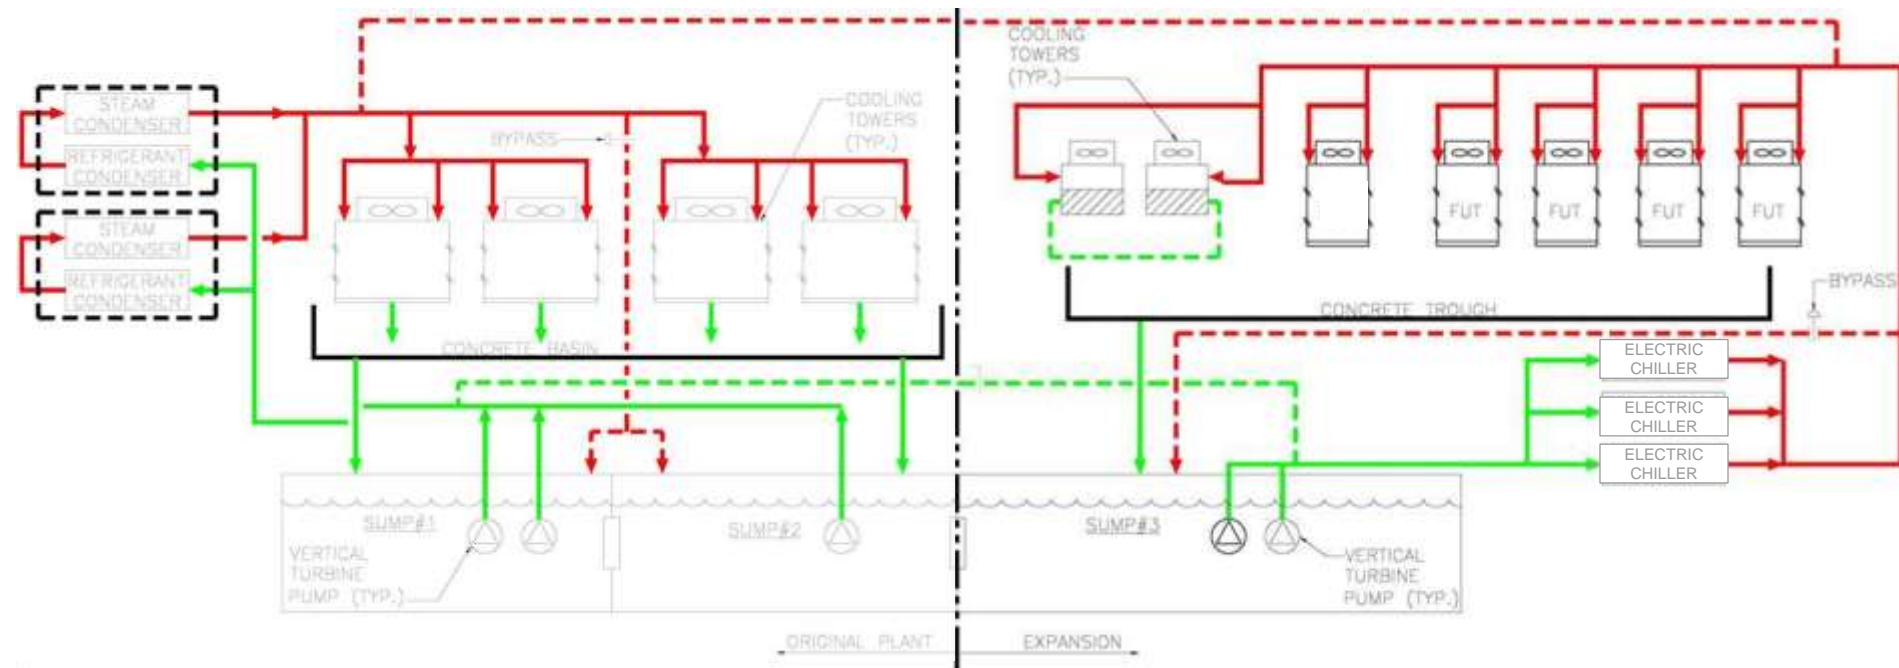 COOLING
TOWERS
(TYP.)
STEAM
CONDENSER
REFRIGERANT
CONDENSER
BYPASS
COOLING
TOWERS
(TYP.)
STEAM
CONDENSER
REFRIGERANT
CONDENSER
FUT
FUT
FUT
FUT
BYPASS
CONCRETE BASIN
CONCRETE TROUGH
ELECTRIC
CHILLER
ELECTRIC
CHILLER
ELECTRIC
CHILLER
SUMP#1
SUMP#2
SUMP#3
VERTICAL
TURBINE
PUMP (TYP.)
VERTICAL
TURBINE
PUMP (TYP.)
ORIGINAL PLANT
EXPANSION